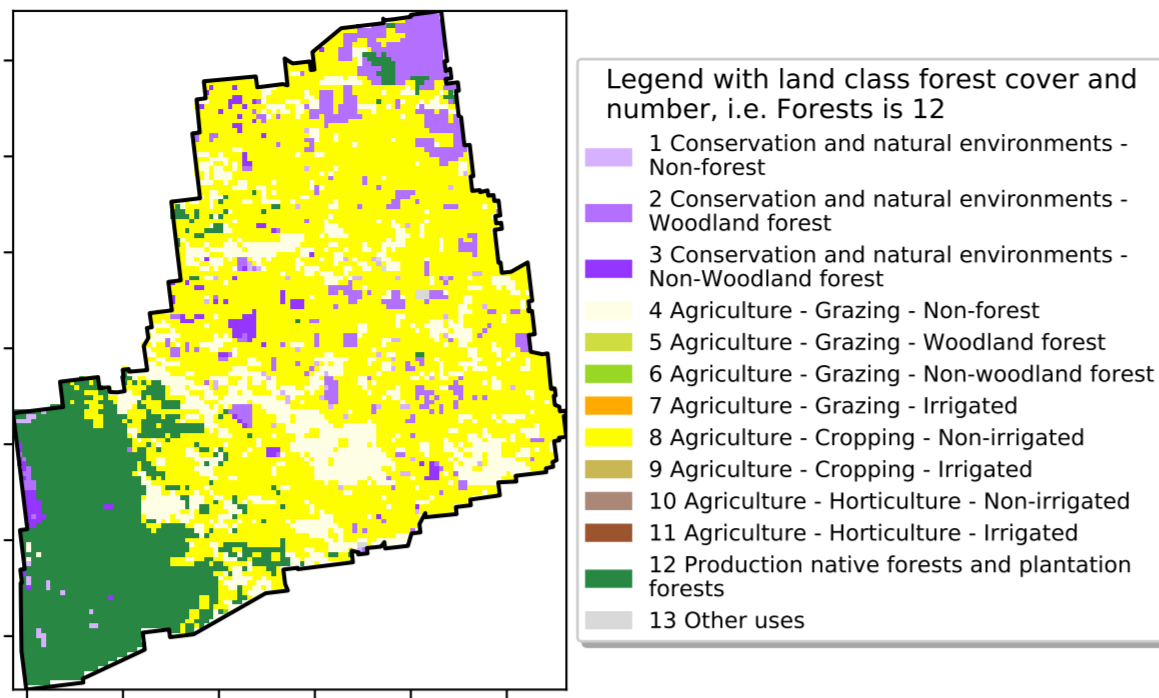 Legend with land class forest cover and
number, i.e. Forests is 12
1 Conservation and natural environments -
Non-forest
2 Conservation and natural environments -
Woodland forest
3 Conservation and natural environments -
Non-Woodland forest
4 Agriculture - Grazing - Non-forest
5 Agriculture - Grazing - Woodland forest
6 Agriculture - Grazing - Non-woodland forest
7 Agriculture - Grazing - Irrigated
8 Agriculture - Cropping - Non-irrigated
9 Agriculture - Cropping - Irrigated
10 Agriculture - Horticulture - Non-irrigated
11 Agriculture - Horticulture - Irrigated
12 Production native forests and plantation
forests
13 Other uses